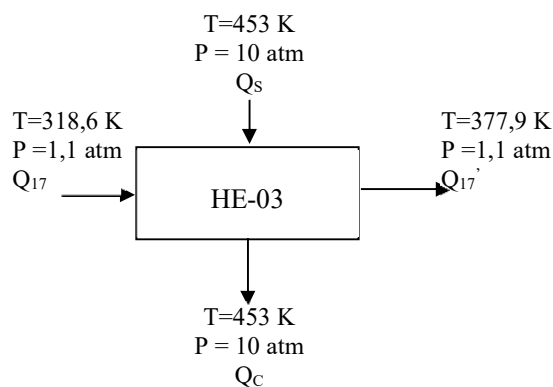 T=453 K
P = 10 atm
Qs
T=318,6 K
P =1,1 atm
Q17
HE-03
T=377,9 K
P =1,1 atm
Q17’
T=453 K
P = 10 atm
QC